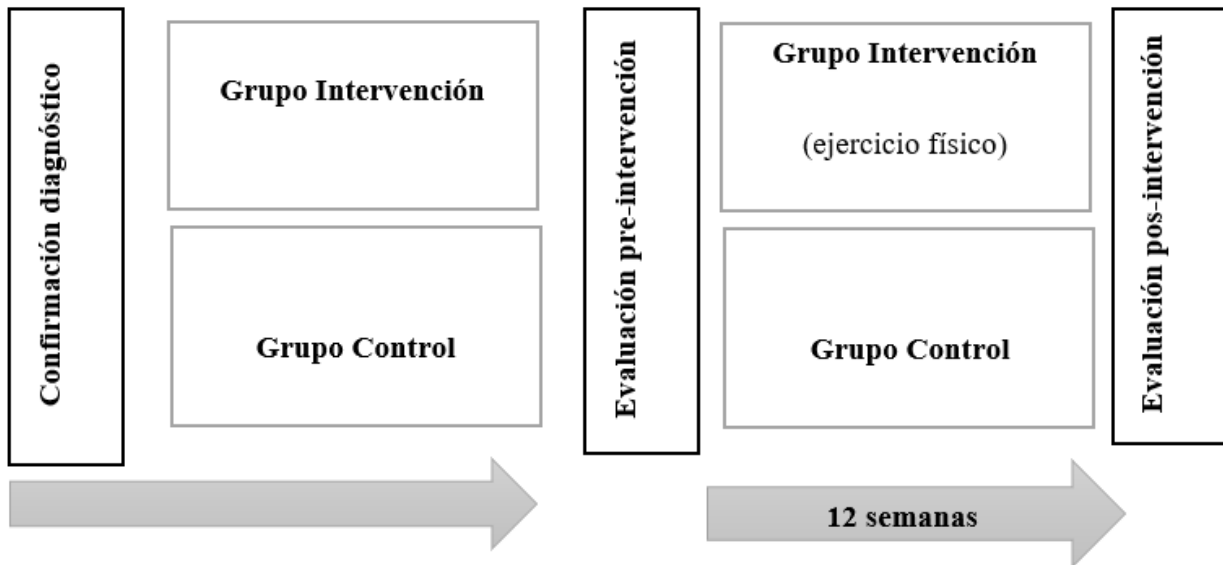 Confirmación diagnóstico
Grupo Intervención
Grupo Control
Evaluación pre-intervención
Grupo Intervención
(ejercicio físico)
Grupo Control
Evaluación pos-intervención
12 semanas